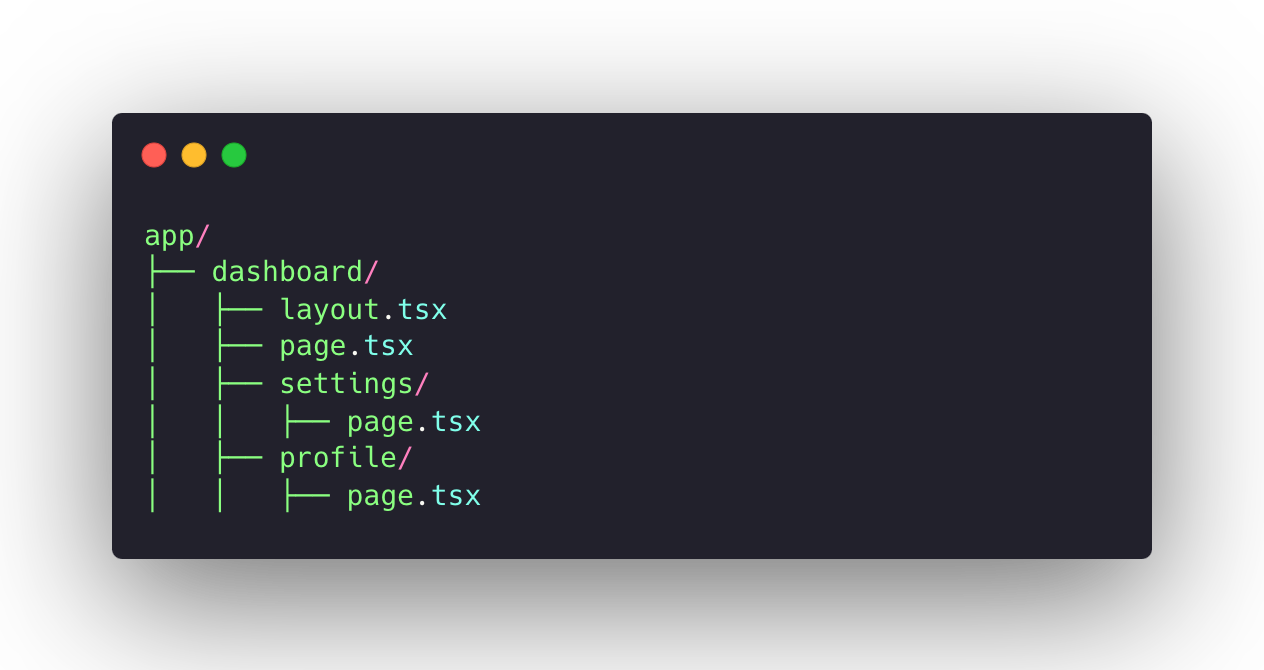 app/
├── dashboard/
│   ├── layout.tsx
│   ├── page.tsx
│   ├── settings/
│   │   ├── page.tsx
│   ├── profile/
│   │   ├── page.tsx